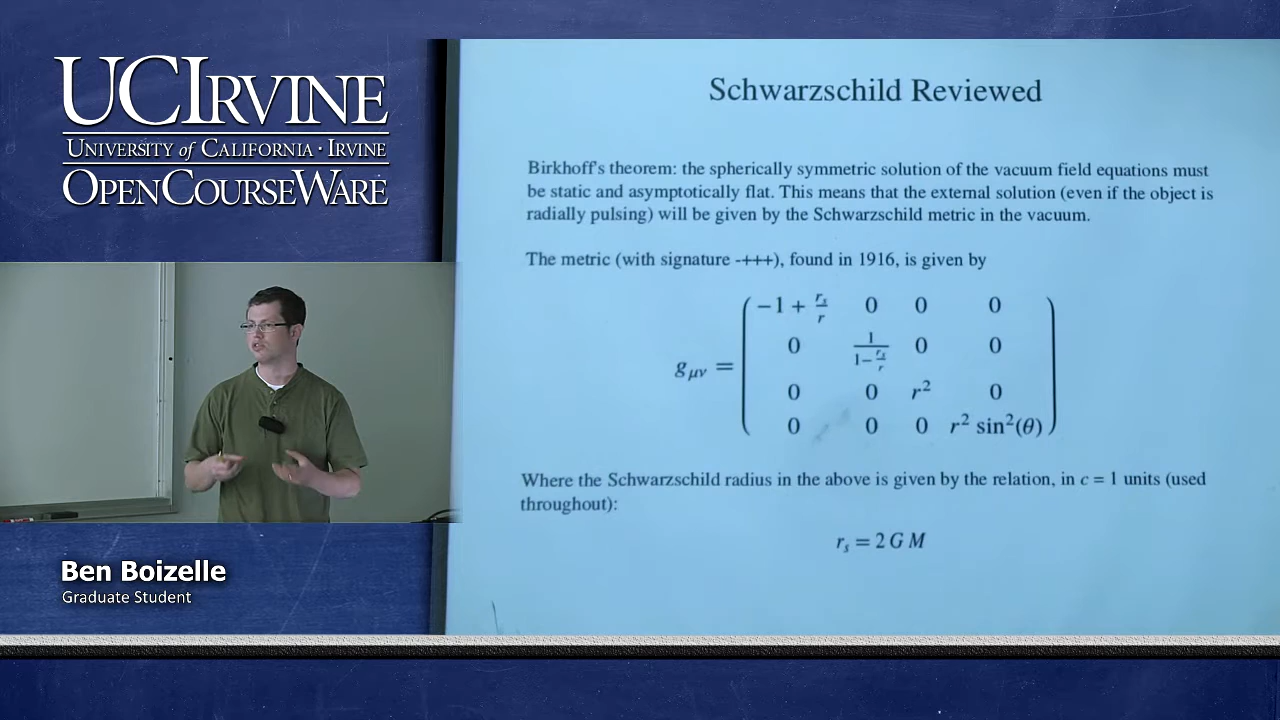 UCIRVINE
UNIVERSITY of CALIFORNIA · IRVINE
OPENCOURSEWARE
Ben Boizelle
Graduate Student
Schwarzschild Reviewed
Birkhoff's theorem: the spherically symmetric solution of the vacuum field equations must
be static and asymptotically flat. This means that the external solution (even if the object is
radially pulsing) will be given by the Schwarzschild metric in the vacuum.
The metric (with signature -+++), found in 1916, is given by
−1 + r_s/r 0 0 0
0 1/(1−r_s/r) 0 0
g_μν =
0 0 r² 0
0 0 0 r² sin²(θ)
Where the Schwarzschild radius in the above is given by the relation, in c = 1 units (used
throughout):
r_s = 2 G M